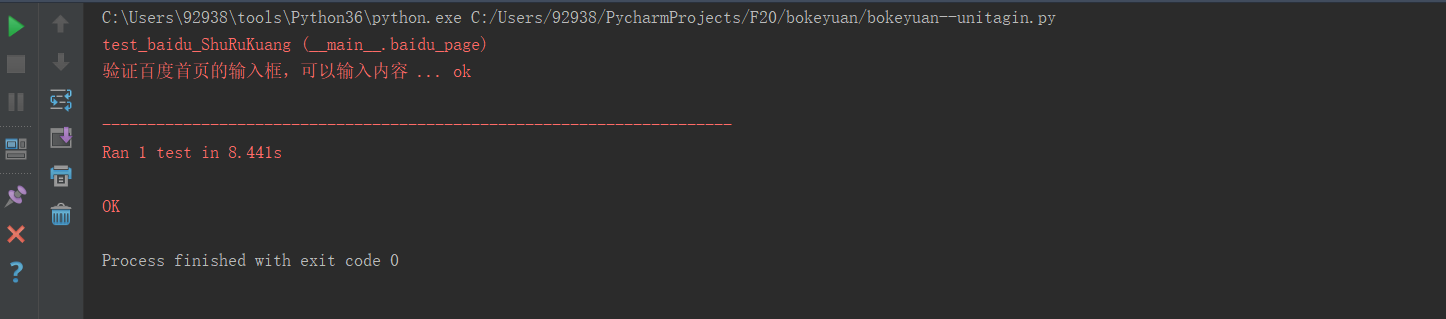 C:\Users\92938\tools\Python36\python.exe C:/Users/92938/PycharmProjects/F20/bokeyuan/bokeyuan--unitagin.py
test_baidu_ShuRuKuang (__main__.baidu_page)
验证百度首页的输入框，可以输入内容 ... ok
----------------------------------------------------------------------
Ran 1 test in 8.441s
OK
Process finished with exit code 0